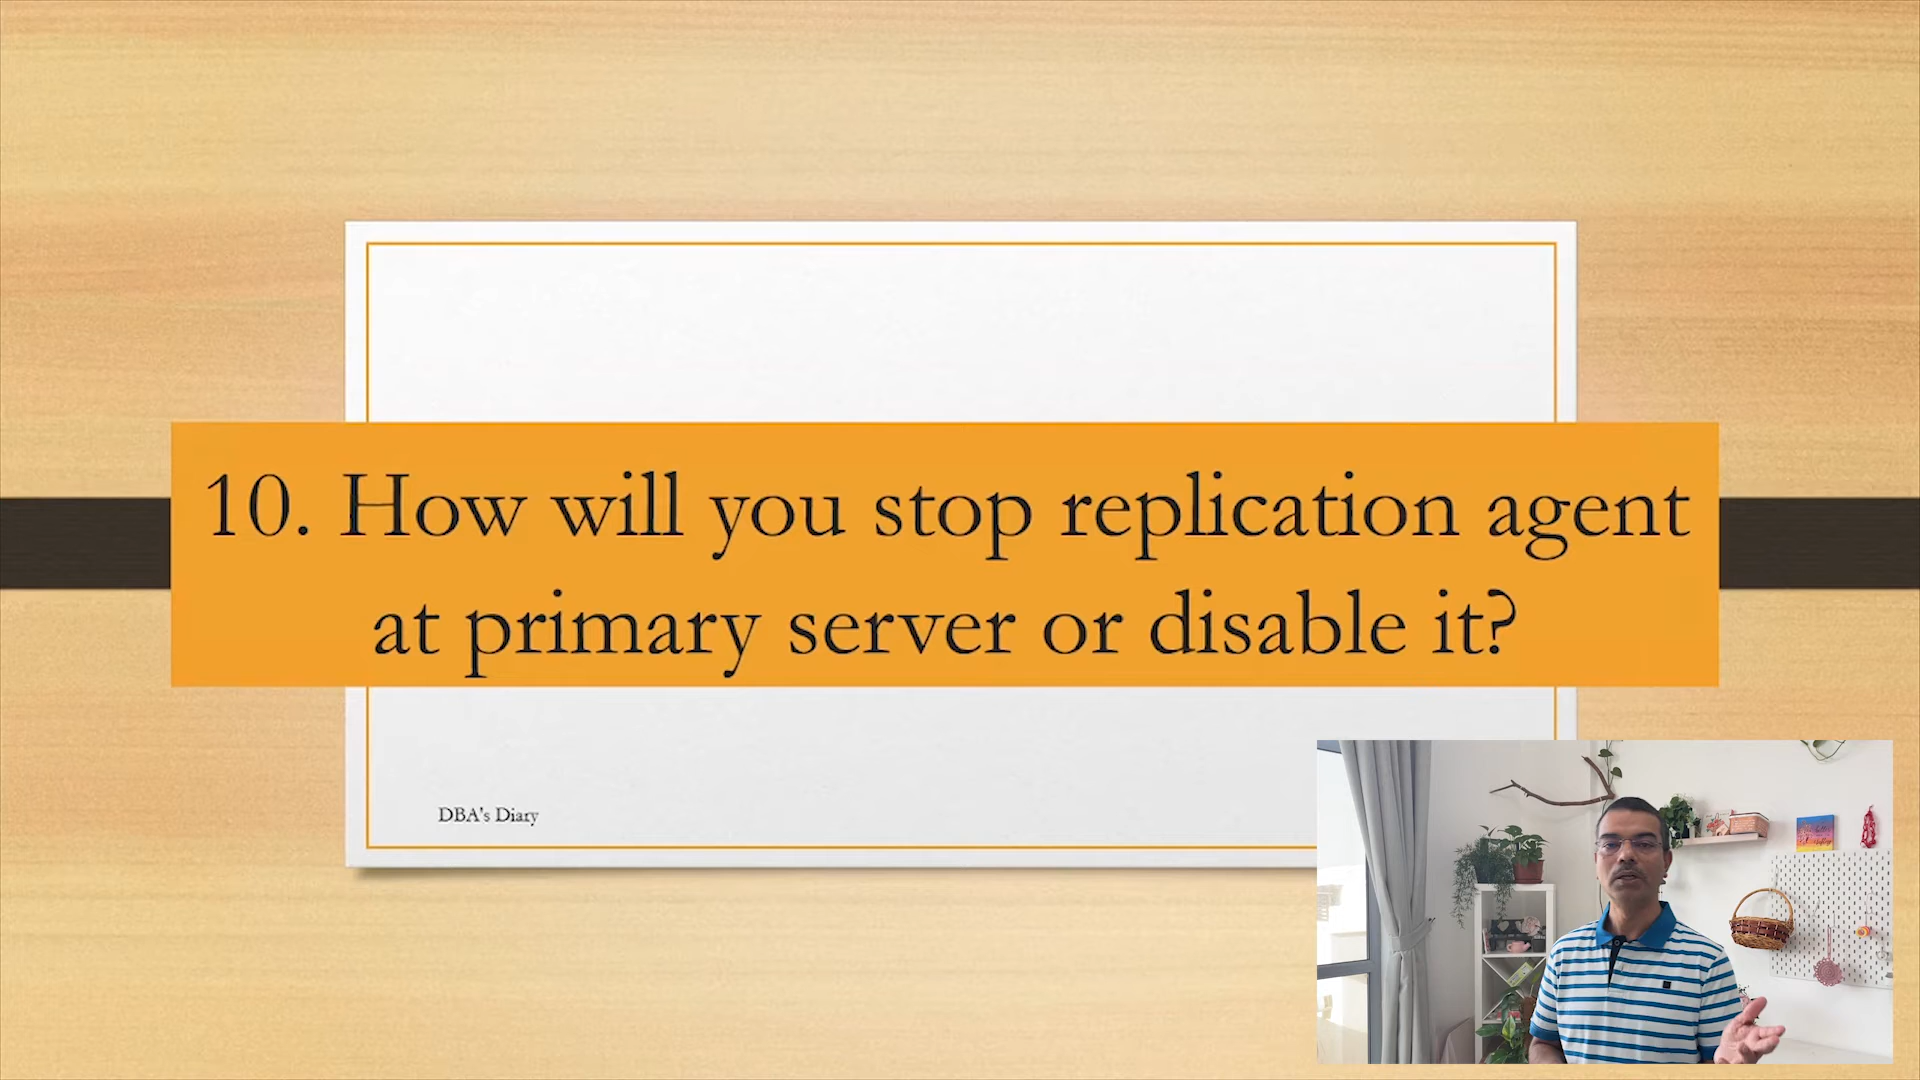 10. How will you stop replication agent
at primary server or disable it?
DBA's Diary